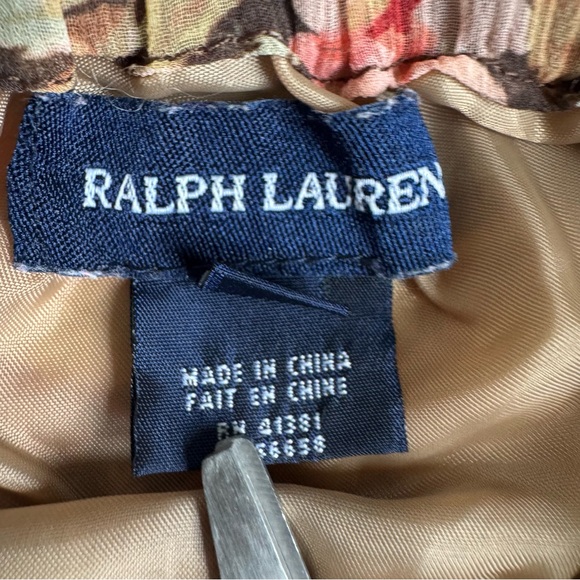 RALPH LAUREN
MADE IN CHINA
FAIT EN CHINE
RN 41381